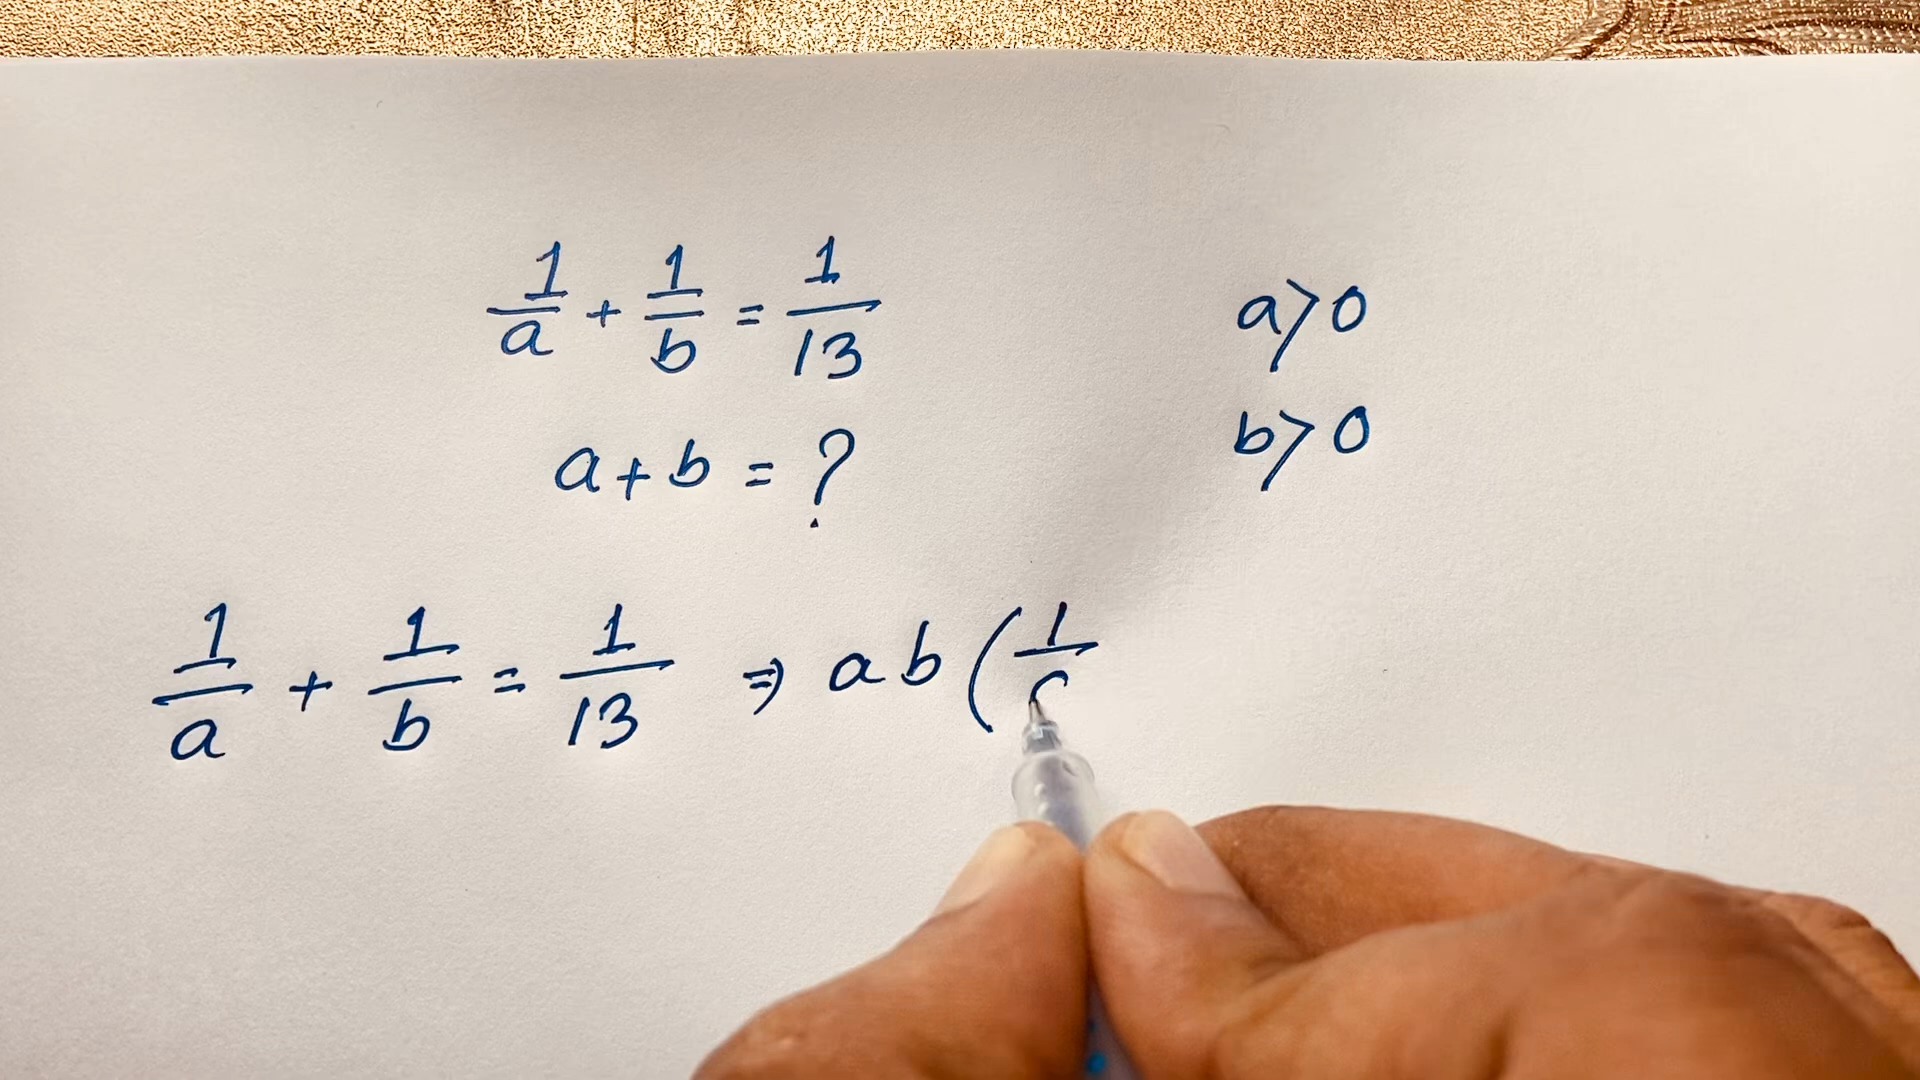 1/a + 1/b = 1/13
a > 0
a + b = ?
b > 0
1/a + 1/b = 1/13 ⇒ ab ( 1/